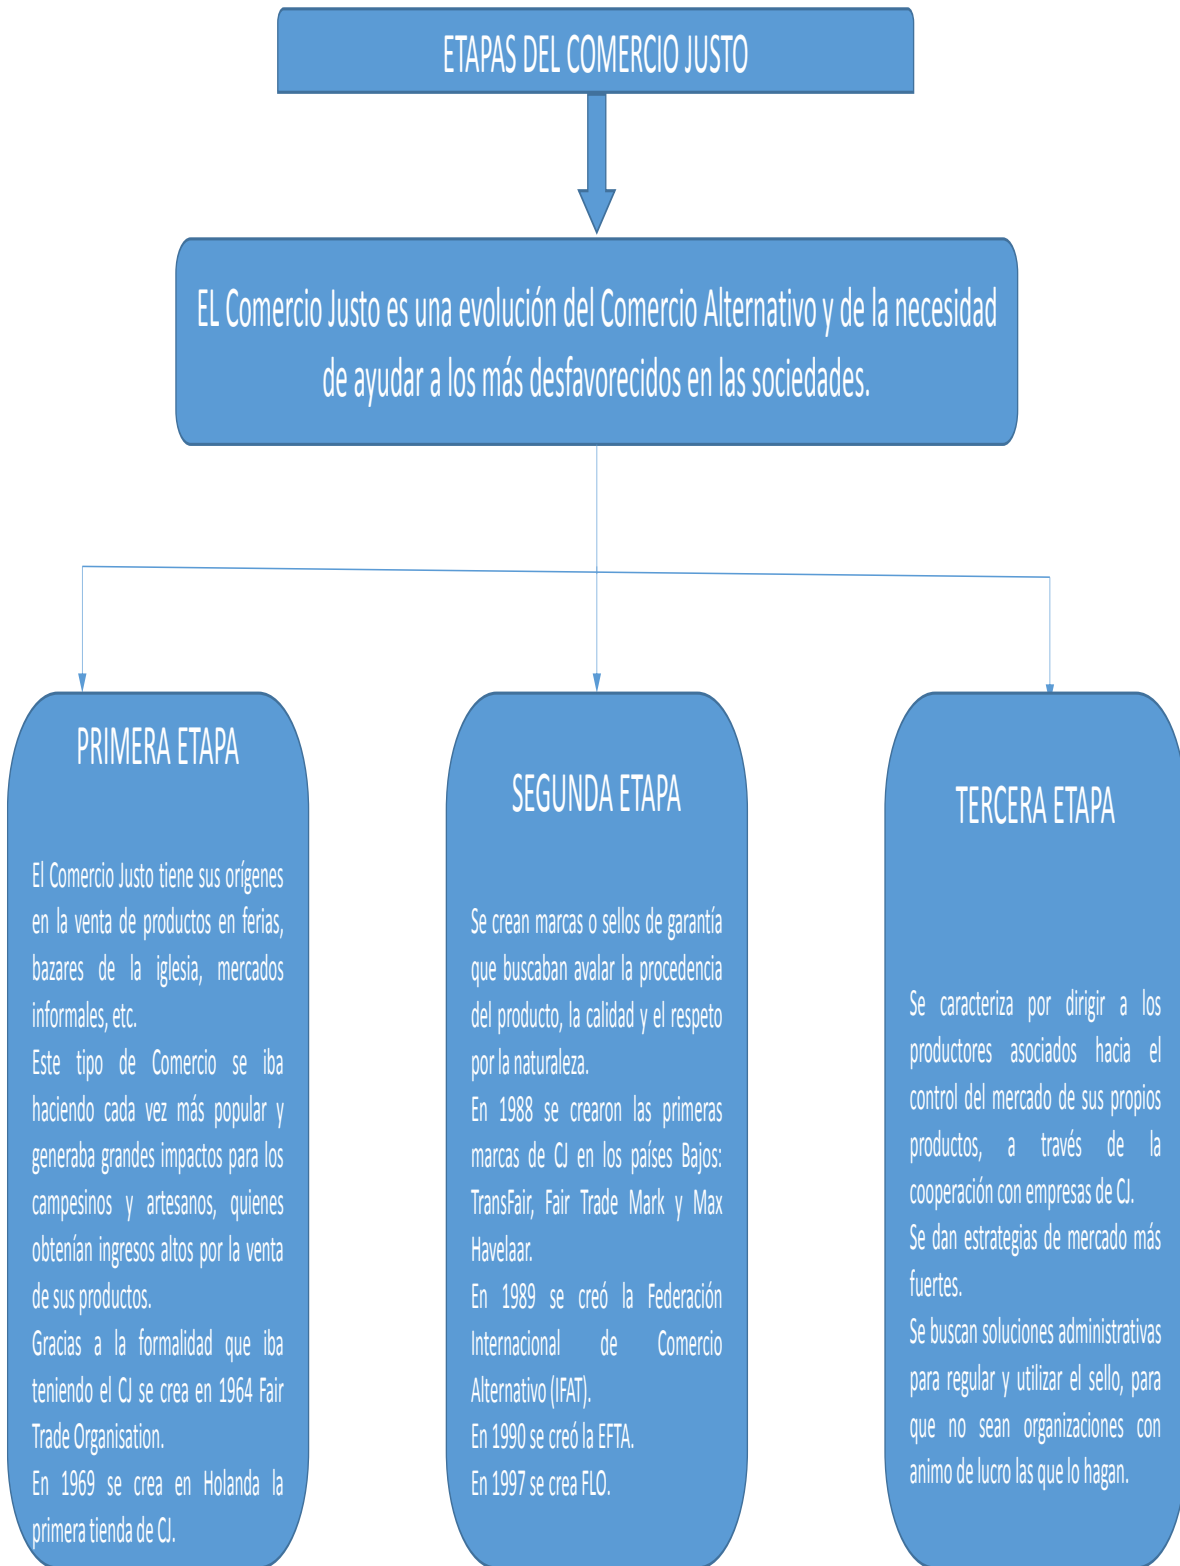 ETAPAS DEL COMERCIO JUSTO
EL Comercio Justo es una evolución del Comercio Alternativo y de la necesidad
de ayudar a los más desfavorecidos en las sociedades.
PRIMERA ETAPA
El Comercio Justo tiene sus orígenes
en la venta de productos en ferias,
bazares de la iglesia, mercados
informales, etc.
Este tipo de Comercio se iba
haciendo cada vez más popular y
generaba grandes impactos para los
campesinos y artesanos, quienes
obtenían ingresos altos por la venta
de sus productos.
Gracias a la formalidad que iba
teniendo el CJ se crea en 1964 Fair
Trade Organisation.
En 1969 se crea en Holanda la
primera tienda de CJ.
SEGUNDA ETAPA
Se crean marcas o sellos de garantía
que buscaban avalar la procedencia
del producto, la calidad y el respeto
por la naturaleza.
En 1988 se crearon las primeras
marcas de CJ en los países Bajos:
TransFair, Fair Trade Mark y Max
Havelaar.
En 1989 se creó la Federación
Internacional de Comercio
Alternativo (IFAT).
En 1990 se creó la EFTA.
En 1997 se crea FLO.
TERCERA ETAPA
Se caracteriza por dirigir a los
productores asociados hacia el
control del mercado de sus propios
productos, a través de la
cooperación con empresas de CJ.
Se dan estrategias de mercado más
fuertes.
Se buscan soluciones administrativas
para regular y utilizar el sello, para
que no sean organizaciones con
animo de lucro las que lo hagan.